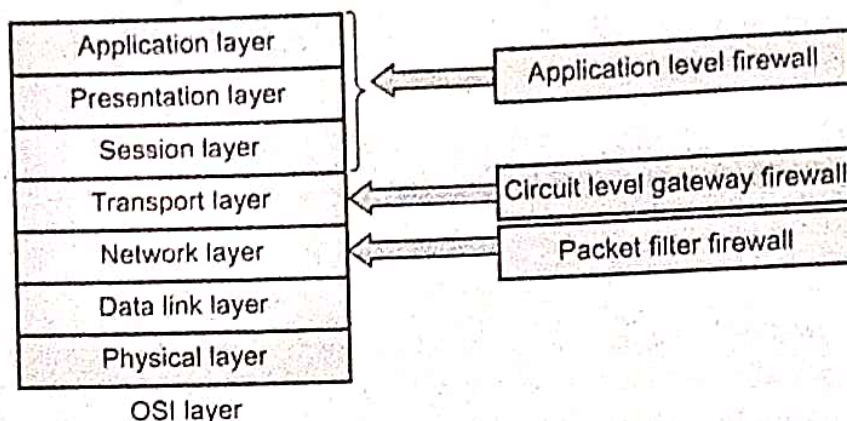 Application layer
Presentation layer
Session layer
Transport layer
Network layer
Data link layer
Physical layer
OSI layer
Application level firewall
Circuit level gateway firewall
Packet filter firewall